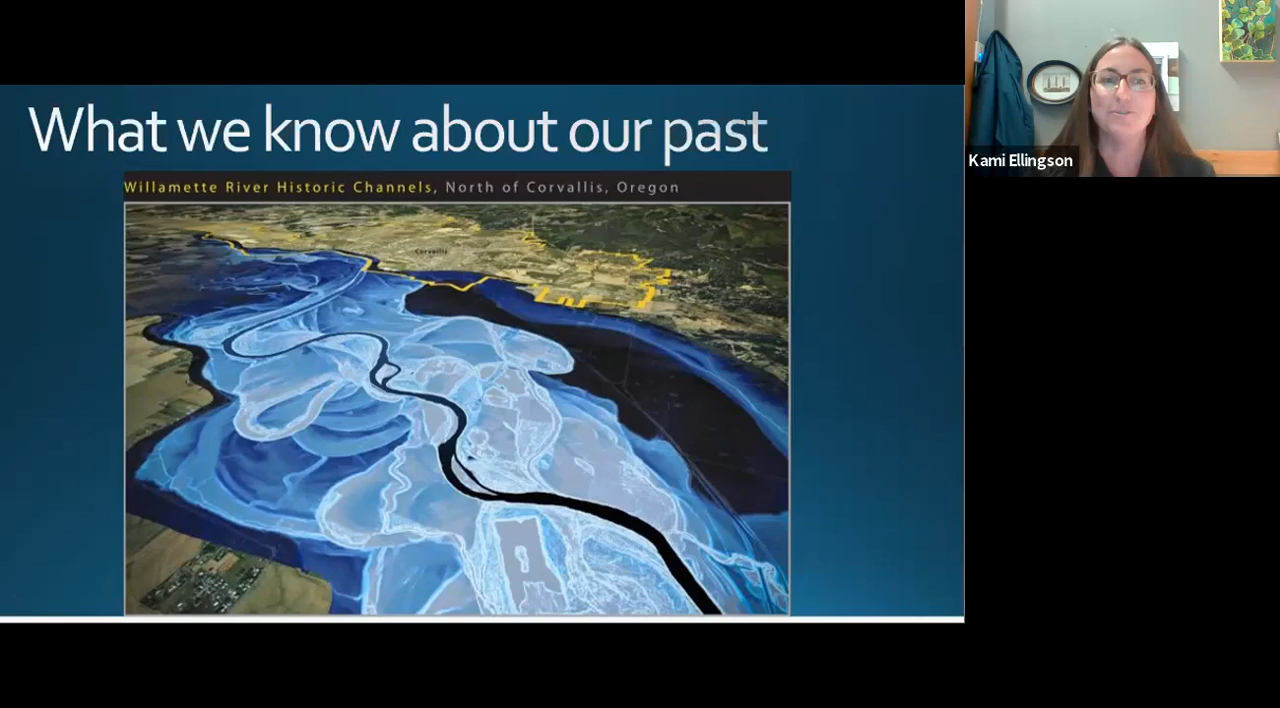 What we know about our past
Willamette River Historic Channels, North of Corvallis, Oregon
Corvallis
Kami Ellingson